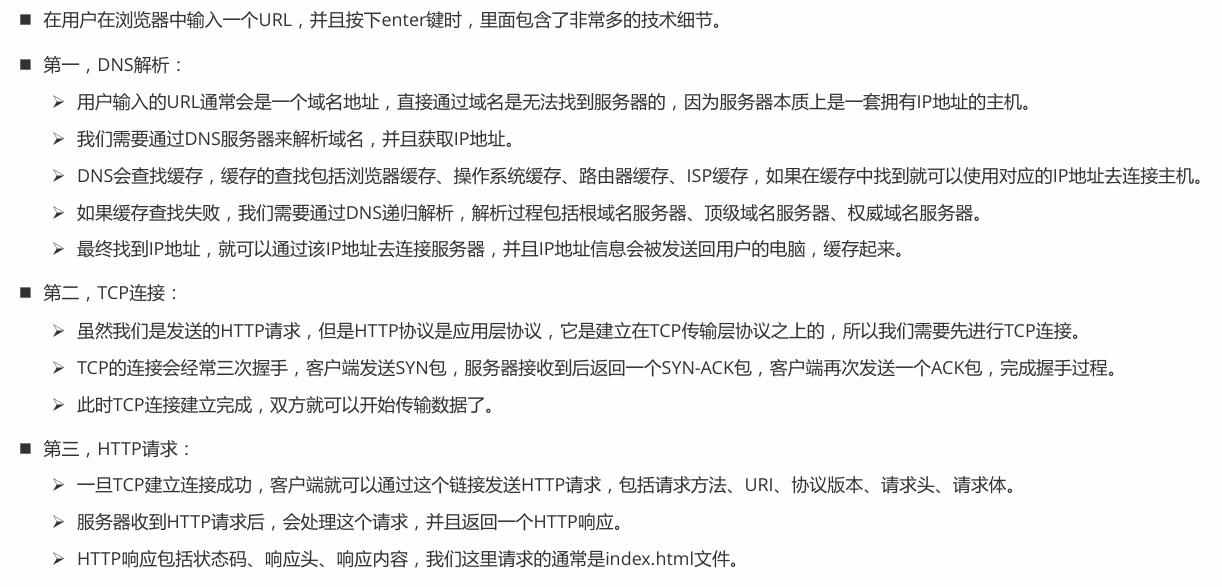 ■ 在用户在浏览器中输入一个URL，并且按下enter键时，里面包含了非常多的技术细节。
■ 第一，DNS解析：
➢ 用户输入的URL通常会是一个域名地址，直接通过域名是无法找到服务器的，因为服务器本质上是一套拥有IP地址的主机。
➢ 我们需要通过DNS服务器来解析域名，并且获取IP地址。
➢ DNS会查找缓存，缓存的查找包括浏览器缓存、操作系统缓存、路由器缓存、ISP缓存，如果在缓存中找到就可以使用对应的IP地址去连接主机。
➢ 如果缓存查找失败，我们需要通过DNS递归解析，解析过程包括根域名服务器、顶级域名服务器、权威域名服务器。
➢ 最终找到IP地址，就可以通过该IP地址去连接服务器，并且IP地址信息会被发送回用户的电脑，缓存起来。
■ 第二，TCP连接：
➢ 虽然我们是发送的HTTP请求，但是HTTP协议是应用层协议，它是建立在TCP传输层协议之上的，所以我们需要先进行TCP连接。
➢ TCP的连接会经常三次握手，客户端发送SYN包，服务器接收到后返回一个SYN-ACK包，客户端再次发送一个ACK包，完成握手过程。
➢ 此时TCP连接建立完成，双方就可以开始传输数据了。
■ 第三，HTTP请求：
➢ 一旦TCP建立连接成功，客户端就可以通过这个链接发送HTTP请求，包括请求方法、URI、协议版本、请求头、请求体。
➢ 服务器收到HTTP请求后，会处理这个请求，并且返回一个HTTP响应。
➢ HTTP响应包括状态码、响应头、响应内容，我们这里请求的通常是index.html文件。